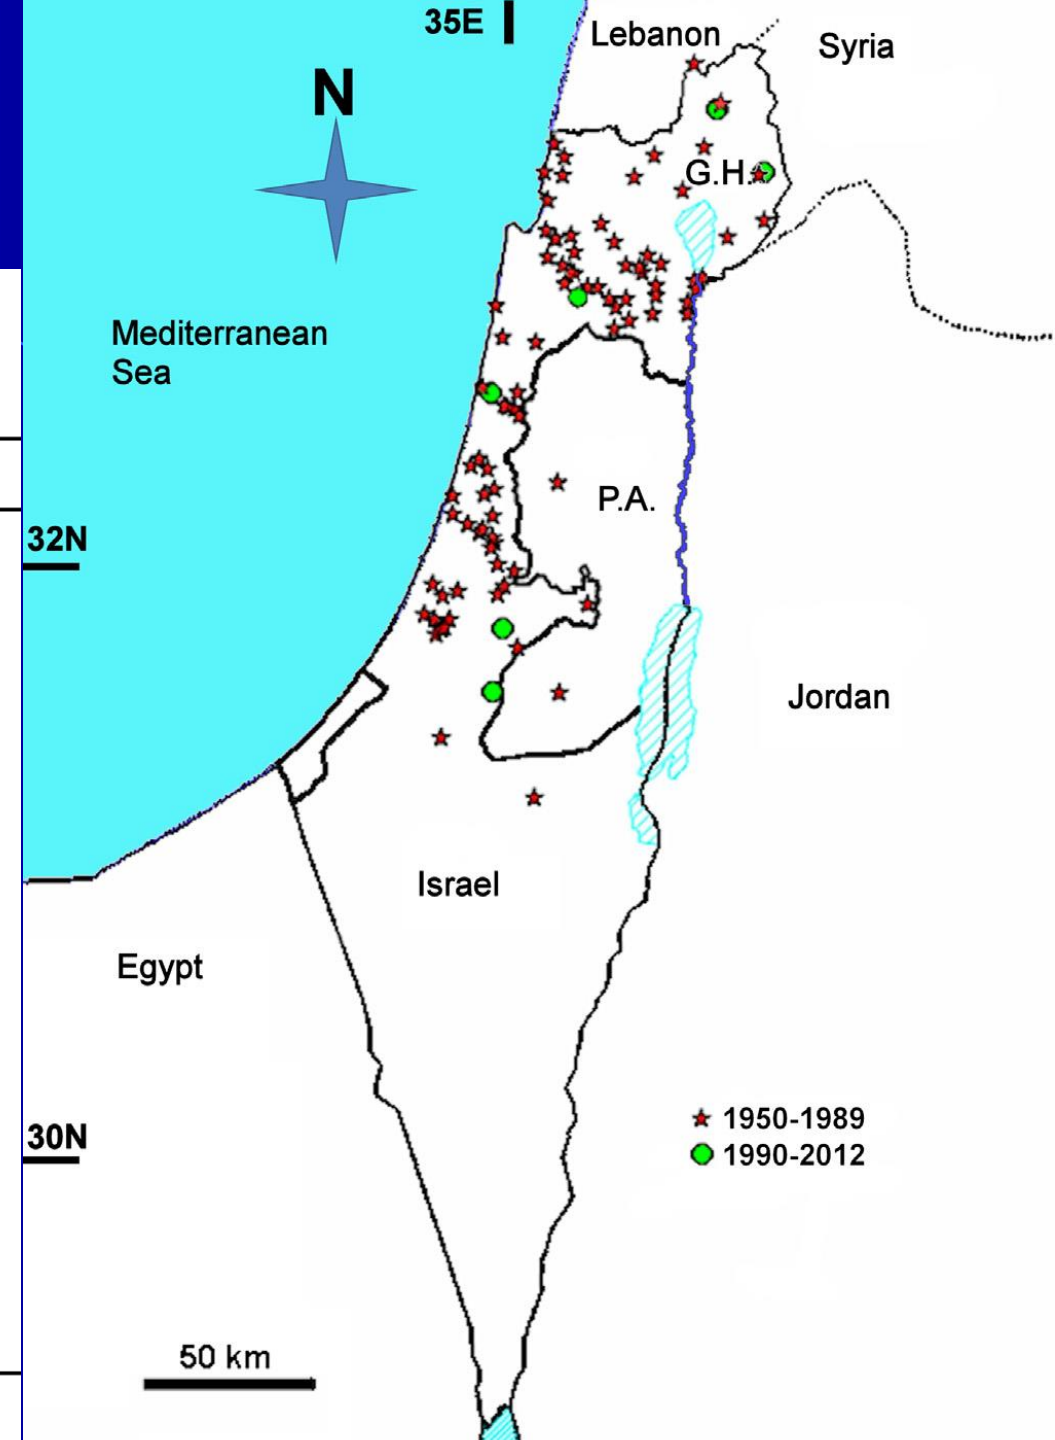 35E
Lebanon
Syria
N
G.H.
Mediterranean
Sea
P.A.
32N
Jordan
Israel
Egypt
1950-1989
30N
1990-2012
50 km